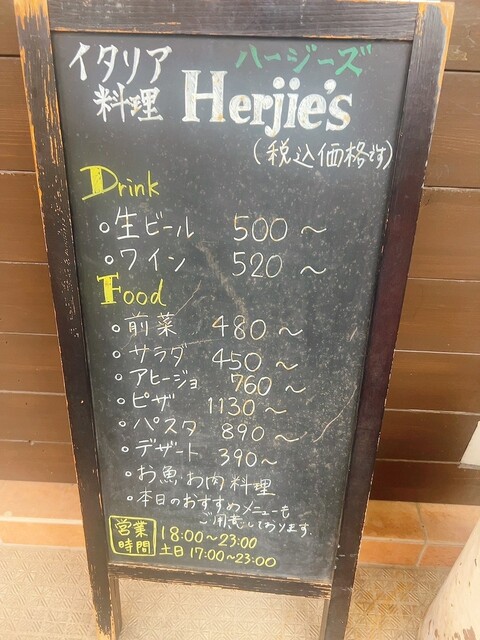 イタリア料理
ハージーズ
Herjie's
(税込価格です)
Drink
○生ビール 500〜
○ワイン 520〜
Food
○前菜 480〜
○サラダ 450〜
○アヒージョ 760〜
○ピザ 1130〜
○パスタ 890〜
○デザート 390〜
○お魚お肉料理
○本日のおすすめメニューも
ご用意しております。
営業時間
18:00〜23:00
土日 17:00〜23:00